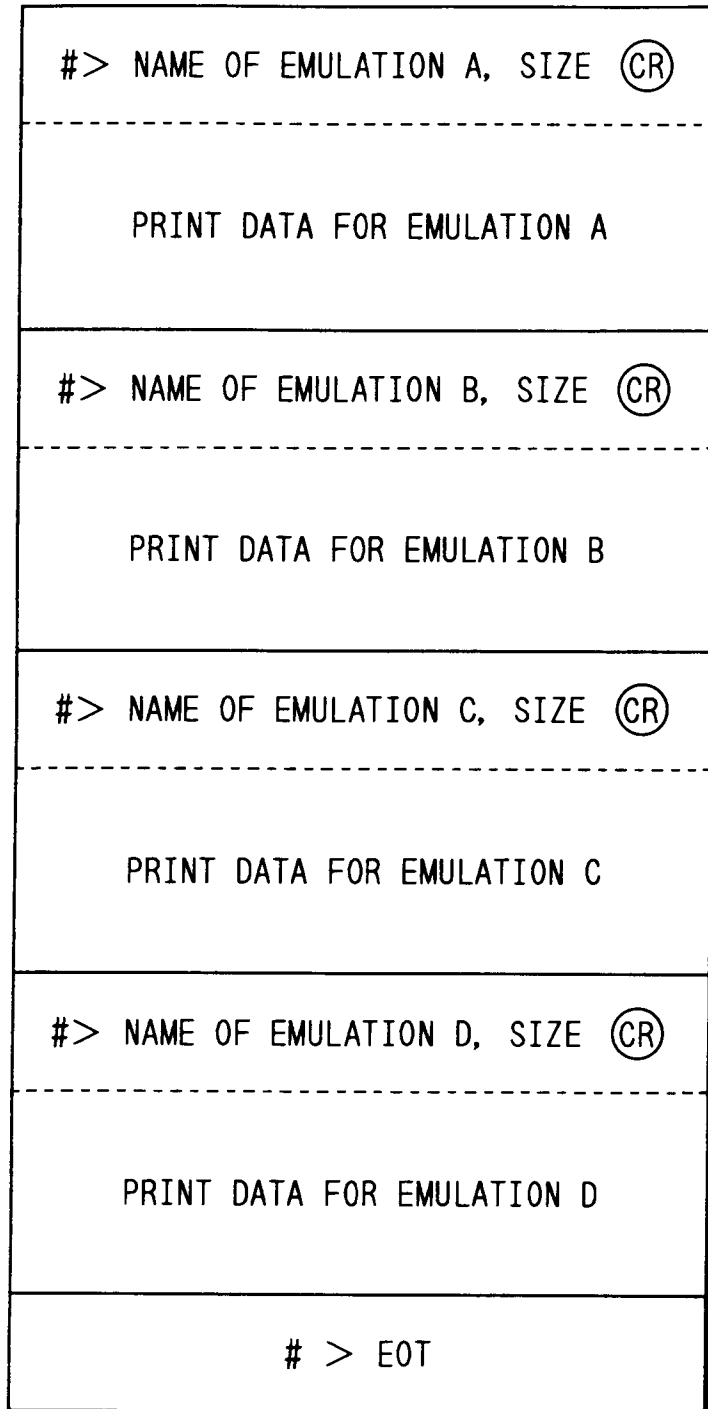 #> NAME OF EMULATION A, SIZE CR
PRINT DATA FOR EMULATION A
#> NAME OF EMULATION B, SIZE CR
PRINT DATA FOR EMULATION B
#> NAME OF EMULATION C, SIZE CR
PRINT DATA FOR EMULATION C
#> NAME OF EMULATION D, SIZE CR
PRINT DATA FOR EMULATION D
# > EOT